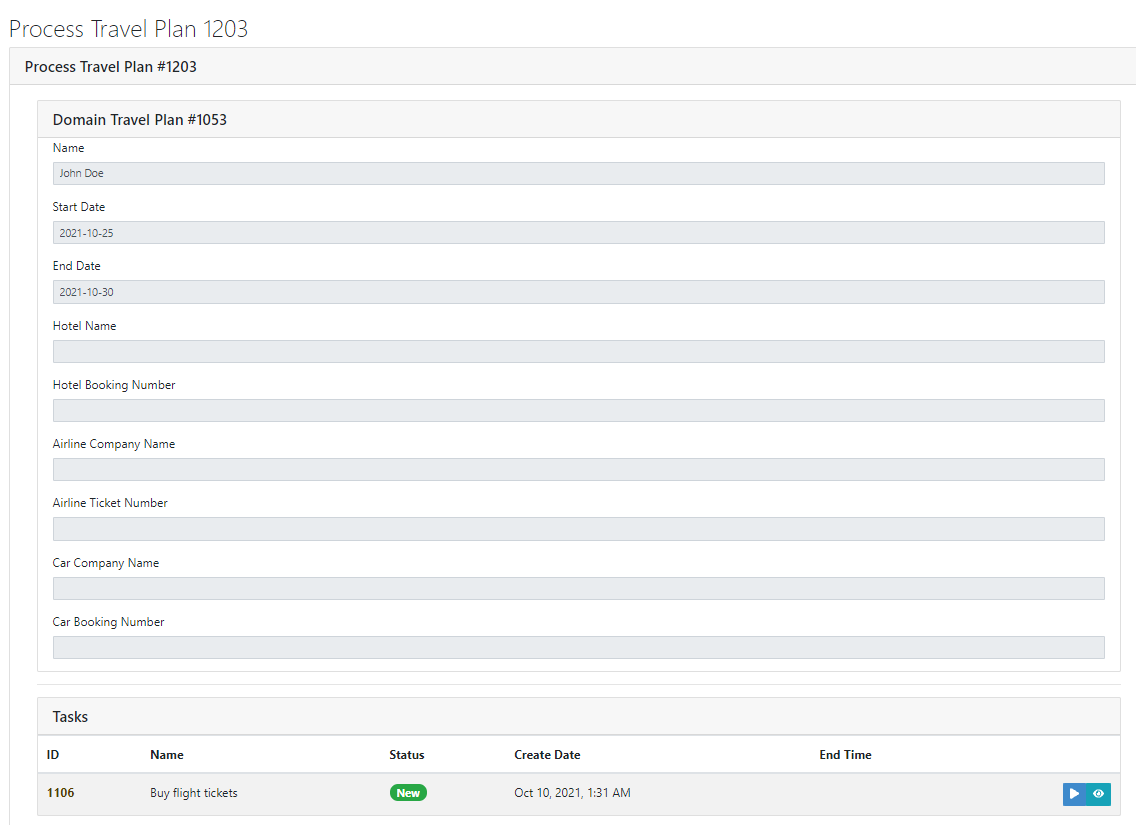 Process Travel Plan 1203
Process Travel Plan #1203
Domain Travel Plan #1053
Name
John Doe
Start Date
2021-10-25
End Date
2021-10-30
Hotel Name
Hotel Booking Number
Airline Company Name
Airline Ticket Number
Car Company Name
Car Booking Number
Tasks
ID Name Status Create Date End Time
1106 Buy flight tickets New Oct 10, 2021, 1:31 AM